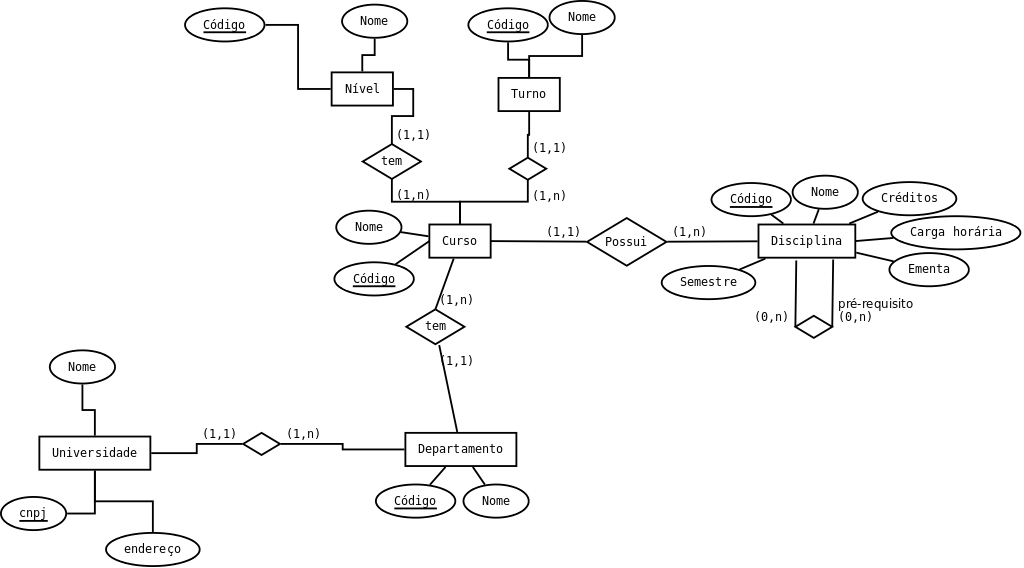 Código
Nome
Código
Nome
Nível
Turno
(1,1)
(1,1)
tem
(1,n)
(1,n)
Código
Nome
Créditos
Nome
Curso
(1,1)
Possui
(1,n)
Disciplina
Carga horária
Código
Semestre
Ementa
(1,n)
tem
(0,n)
pré-requisito
(0,n)
(1,1)
Nome
Universidade
(1,1)
(1,n)
Departamento
Código
Nome
cnpj
endereço